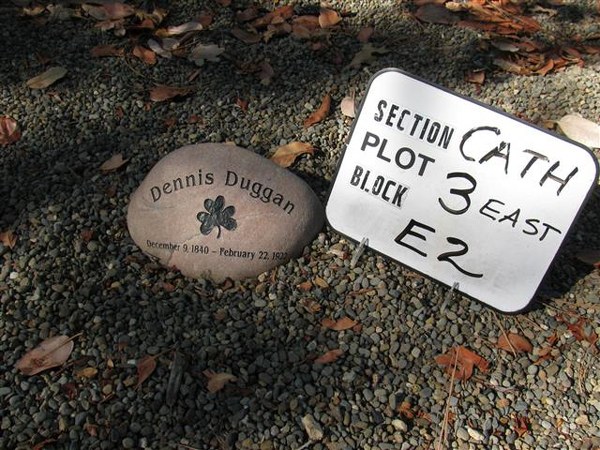 Dennis Duggan
December 9, 1840 – February 22,
SECTION CATH
PLOT 3 EAST
BLOCK E2